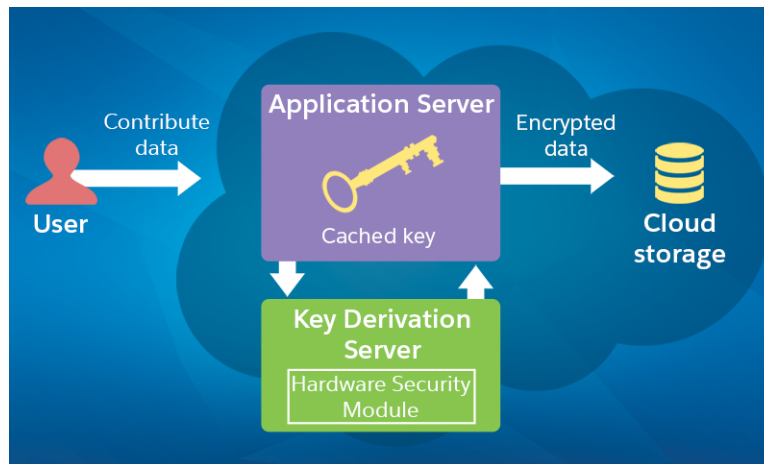 Contribute
data
User
Application Server
Cached key
Encrypted
data
Cloud
storage
Key Derivation
Server
Hardware Security
Module